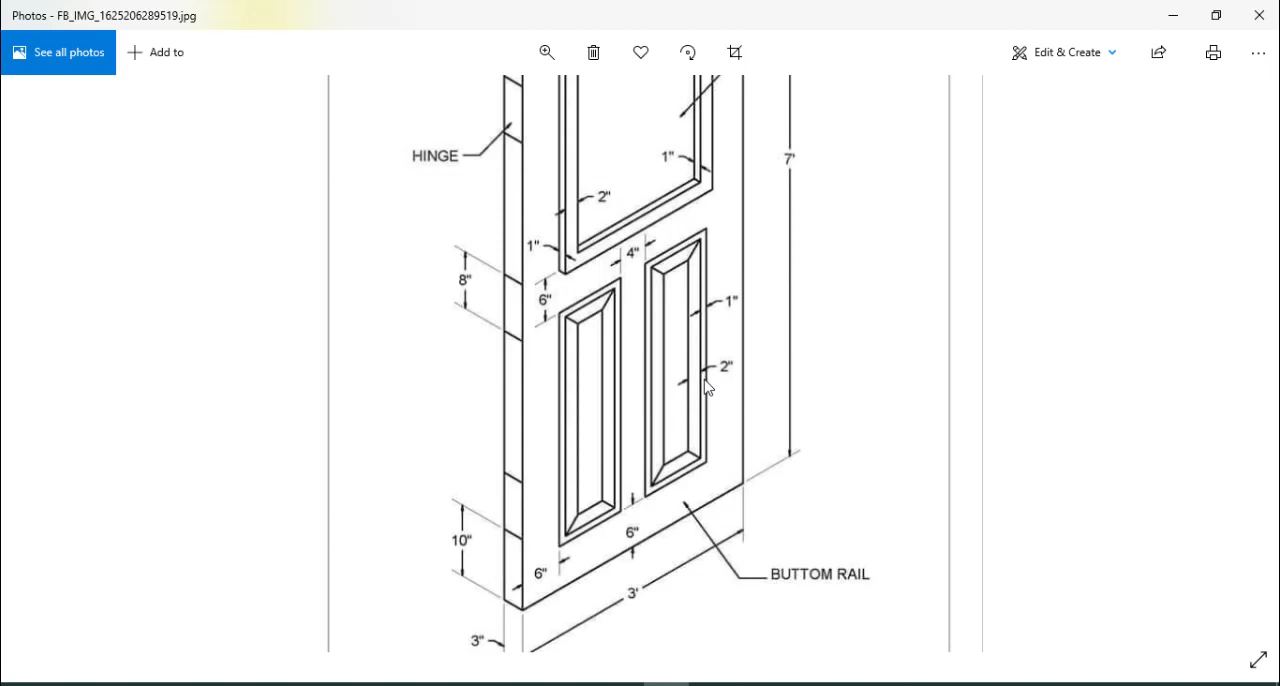 Photos - FB_IMG_1625206289519.jpg
See all photos
Add to
Edit & Create
HINGE
1"
7'
2"
1"
4"
8"
6"
1"
2"
10"
6"
6"
BUTTOM RAIL
3'
3"